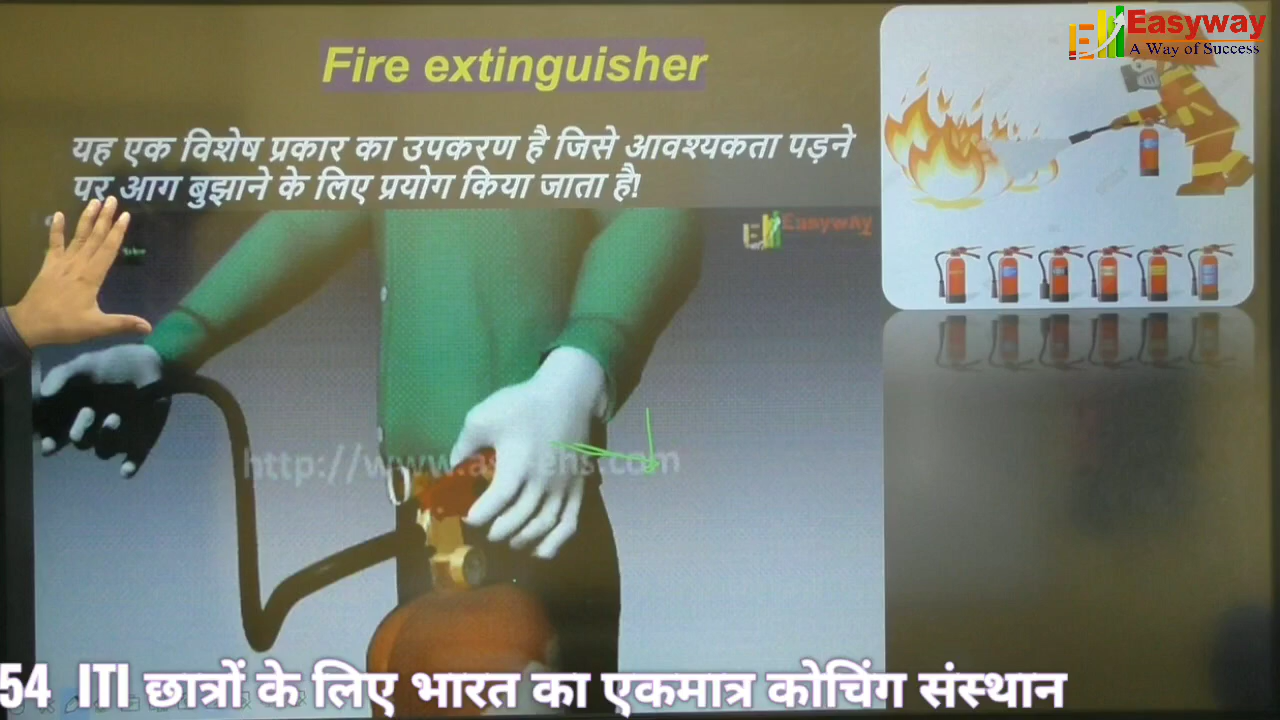 Easyway
A Way of Success
Fire extinguisher
यह एक विशेष प्रकार का उपकरण है जिसे आवश्यकता पड़ने
पर आग बुझाने के लिए प्रयोग किया जाता है!
Easyway
54 ITI छात्रों के लिए भारत का एकमात्र कोचिंग संस्थान